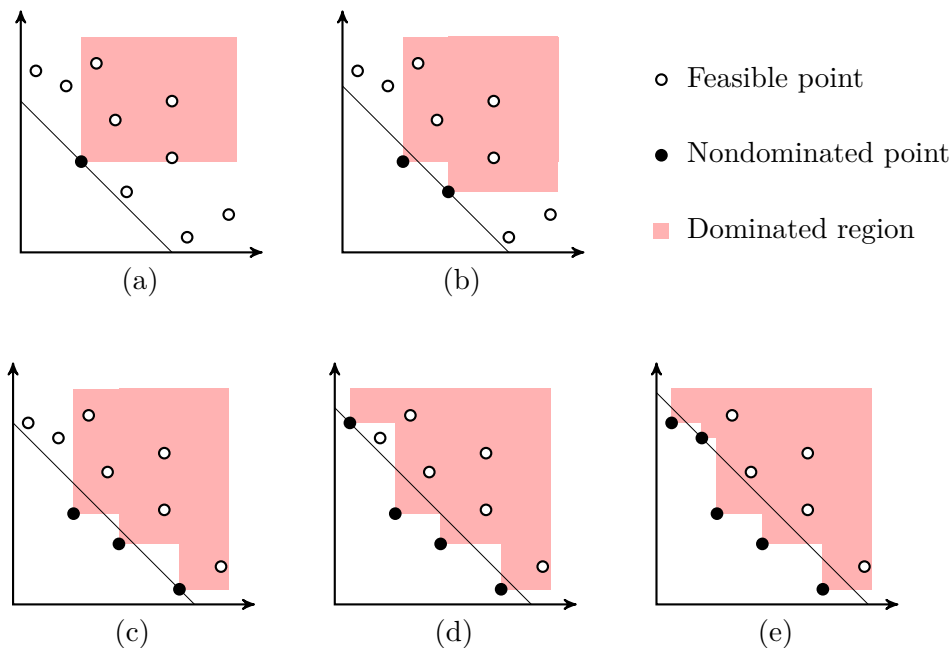 Feasible point
Nondominated point
Dominated region
(a)
(b)
(c)
(d)
(e)